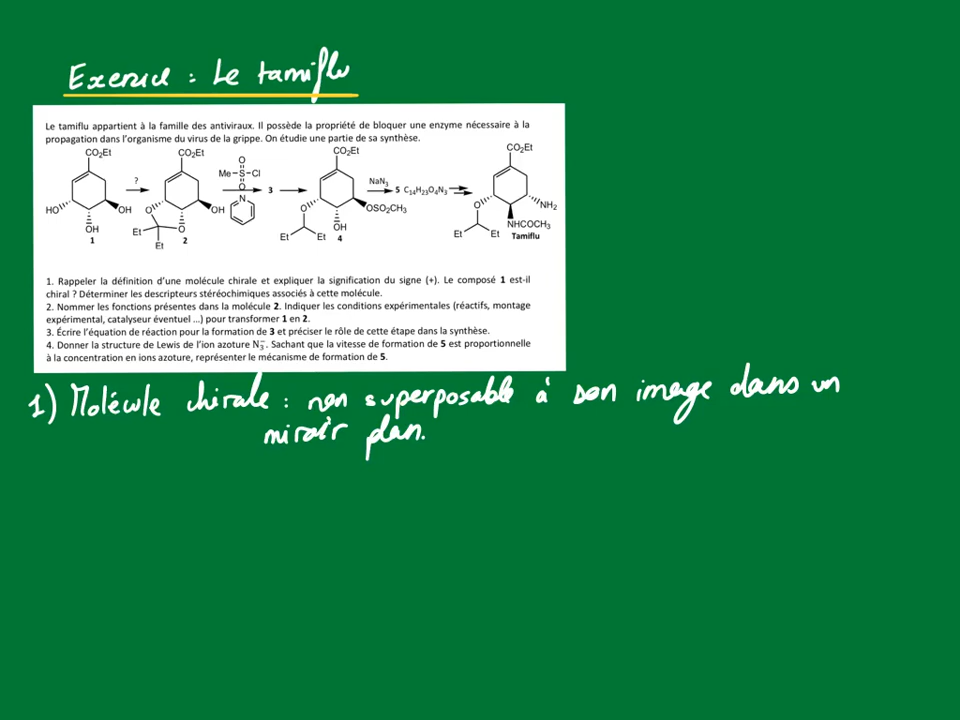 Exercice : Le tamiflu
Le tamiflu appartient à la famille des antiviraux. Il possède la propriété de bloquer une enzyme nécessaire à la
propagation dans l'organisme du virus de la grippe. On étudie une partie de sa synthèse.
CO₂Et CO₂Et CO₂Et CO₂Et
O
Me-S-Cl
O
? 3 NaN₃ 5 C₁₄H₂₃O₄N₃
N
HO OH O OH O OSO₂CH₃ O NH₂
OH Et O OH NHCOCH₃
Et Et Et Et Et
1 2 4 Tamiflu
1. Rappeler la définition d'une molécule chirale et expliquer la signification du signe (+). Le composé 1 est-il
chiral ? Déterminer les descripteurs stéréochimiques associés à cette molécule.
2. Nommer les fonctions présentes dans la molécule 2. Indiquer les conditions expérimentales (réactifs, montage
expérimental, catalyseur éventuel ...) pour transformer 1 en 2.
3. Écrire l'équation de réaction pour la formation de 3 et préciser le rôle de cette étape dans la synthèse.
4. Donner la structure de Lewis de l'ion azoture N₃⁻. Sachant que la vitesse de formation de 5 est proportionnelle
à la concentration en ions azoture, représenter le mécanisme de formation de 5.
1) Molécule chirale : non superposable à son image dans un
miroir plan.